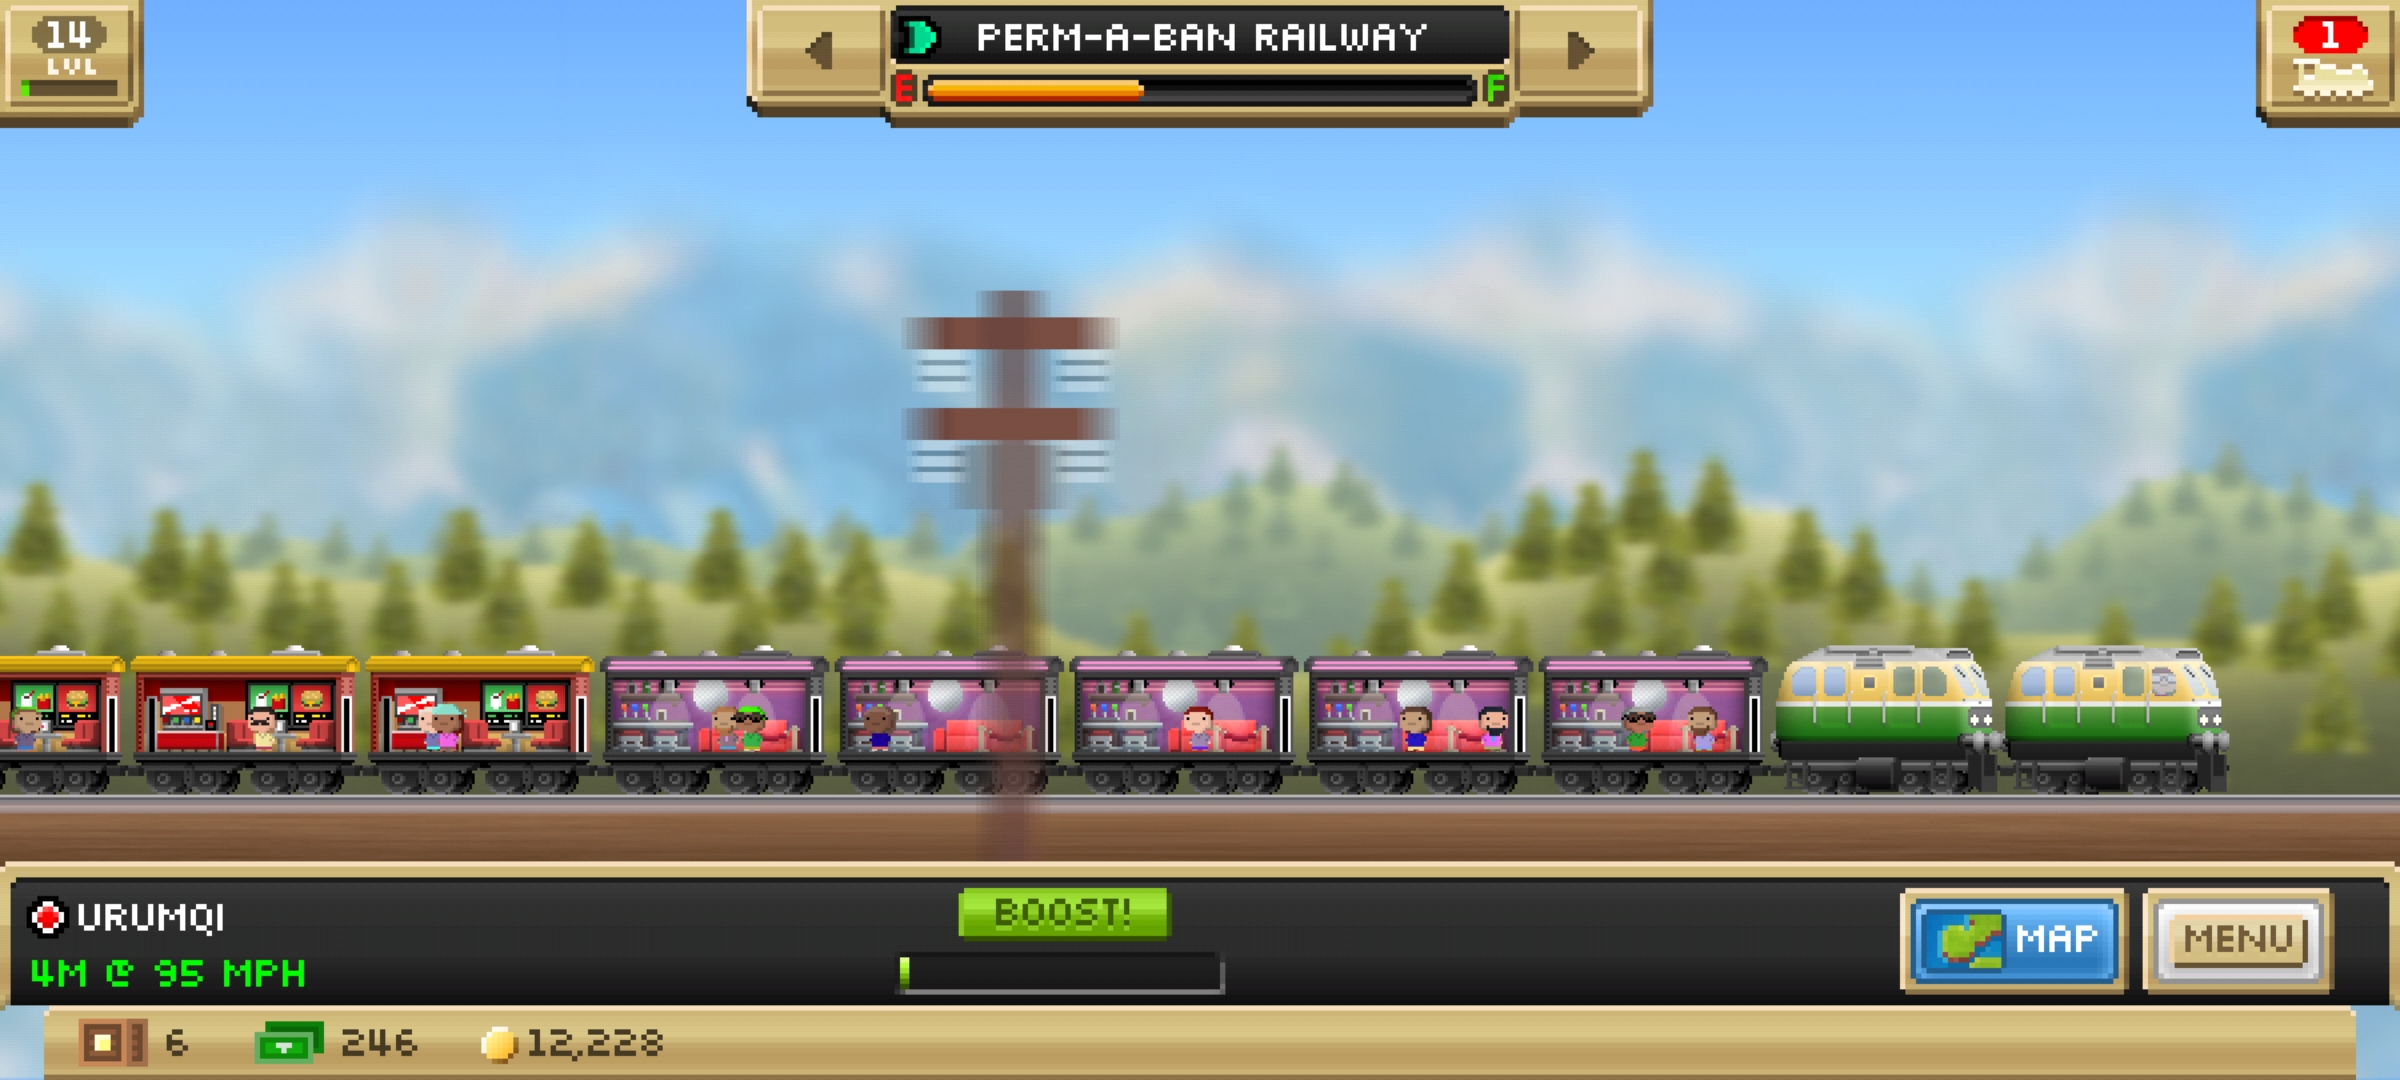 14
LVL
PERM-A-BAN RAILWAY
E
F
1
URUMQI
4M @ 95 MPH
BOOST!
MAP
MENU
6
246
12,228